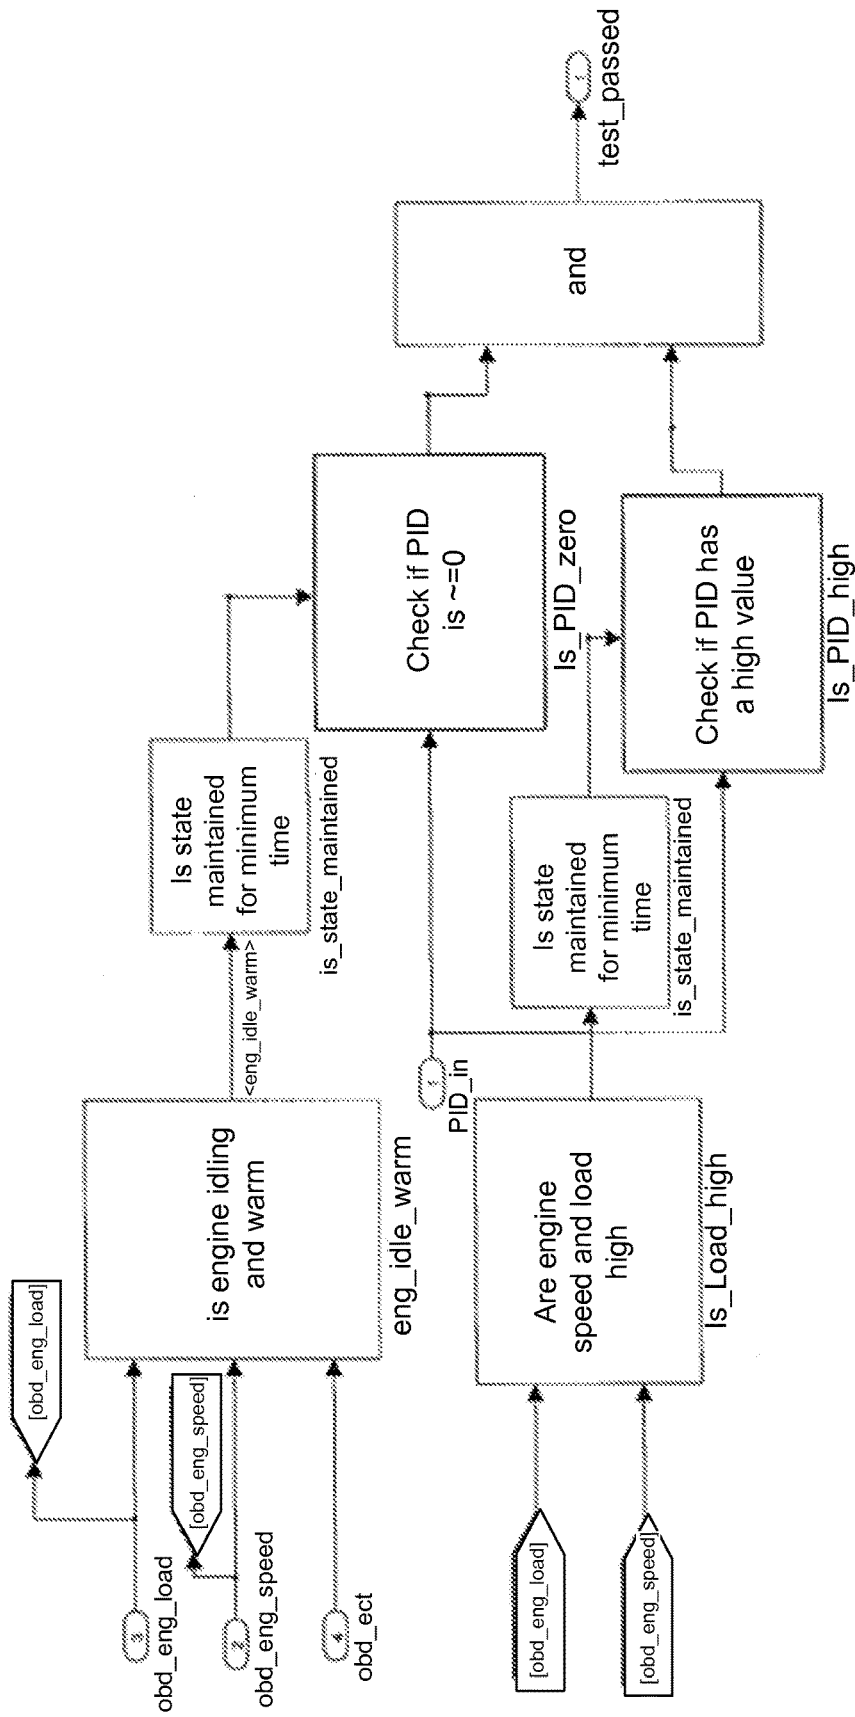 [obd_eng_load]
3
obd_eng_load
[obd_eng_speed]
2
obd_eng_speed
4
obd_ect
is engine idling
and warm
eng_idle_warm
<eng_idle_warm>
Is state
maintained
for minimum
time
is_state_maintained
1
PID_in
Check if PID
is ~=0
Is_PID_zero
[obd_eng_load]
[obd_eng_speed]
Are engine
speed and load
high
Is_Load_high
Is state
maintained
for minimum
time
is_state_maintained
Check if PID has
a high value
Is_PID_high
and
1
test_passed